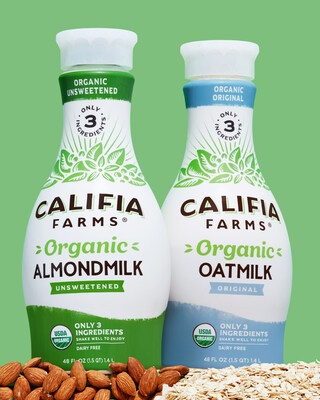 ORGANIC
UNSWEETENED
ONLY
3
INGREDIENTS
CALIFIA
FARMS®
Organic
ALMONDMILK
UNSWEETENED
USDA
ORGANIC
ONLY 3
INGREDIENTS
SHAKE WELL TO ENJOY
DAIRY FREE
48 FL OZ (1.5 QT) 1.4 L
ORGANIC
ORIGINAL
ONLY
3
INGREDIENTS
CALIFIA
FARMS®
Organic
OATMILK
ORIGINAL
USDA
ORGANIC
ONLY 3
INGREDIENTS
SHAKE WELL TO ENJOY
DAIRY FREE
48 FL OZ (1.5 QT) 1.4 L